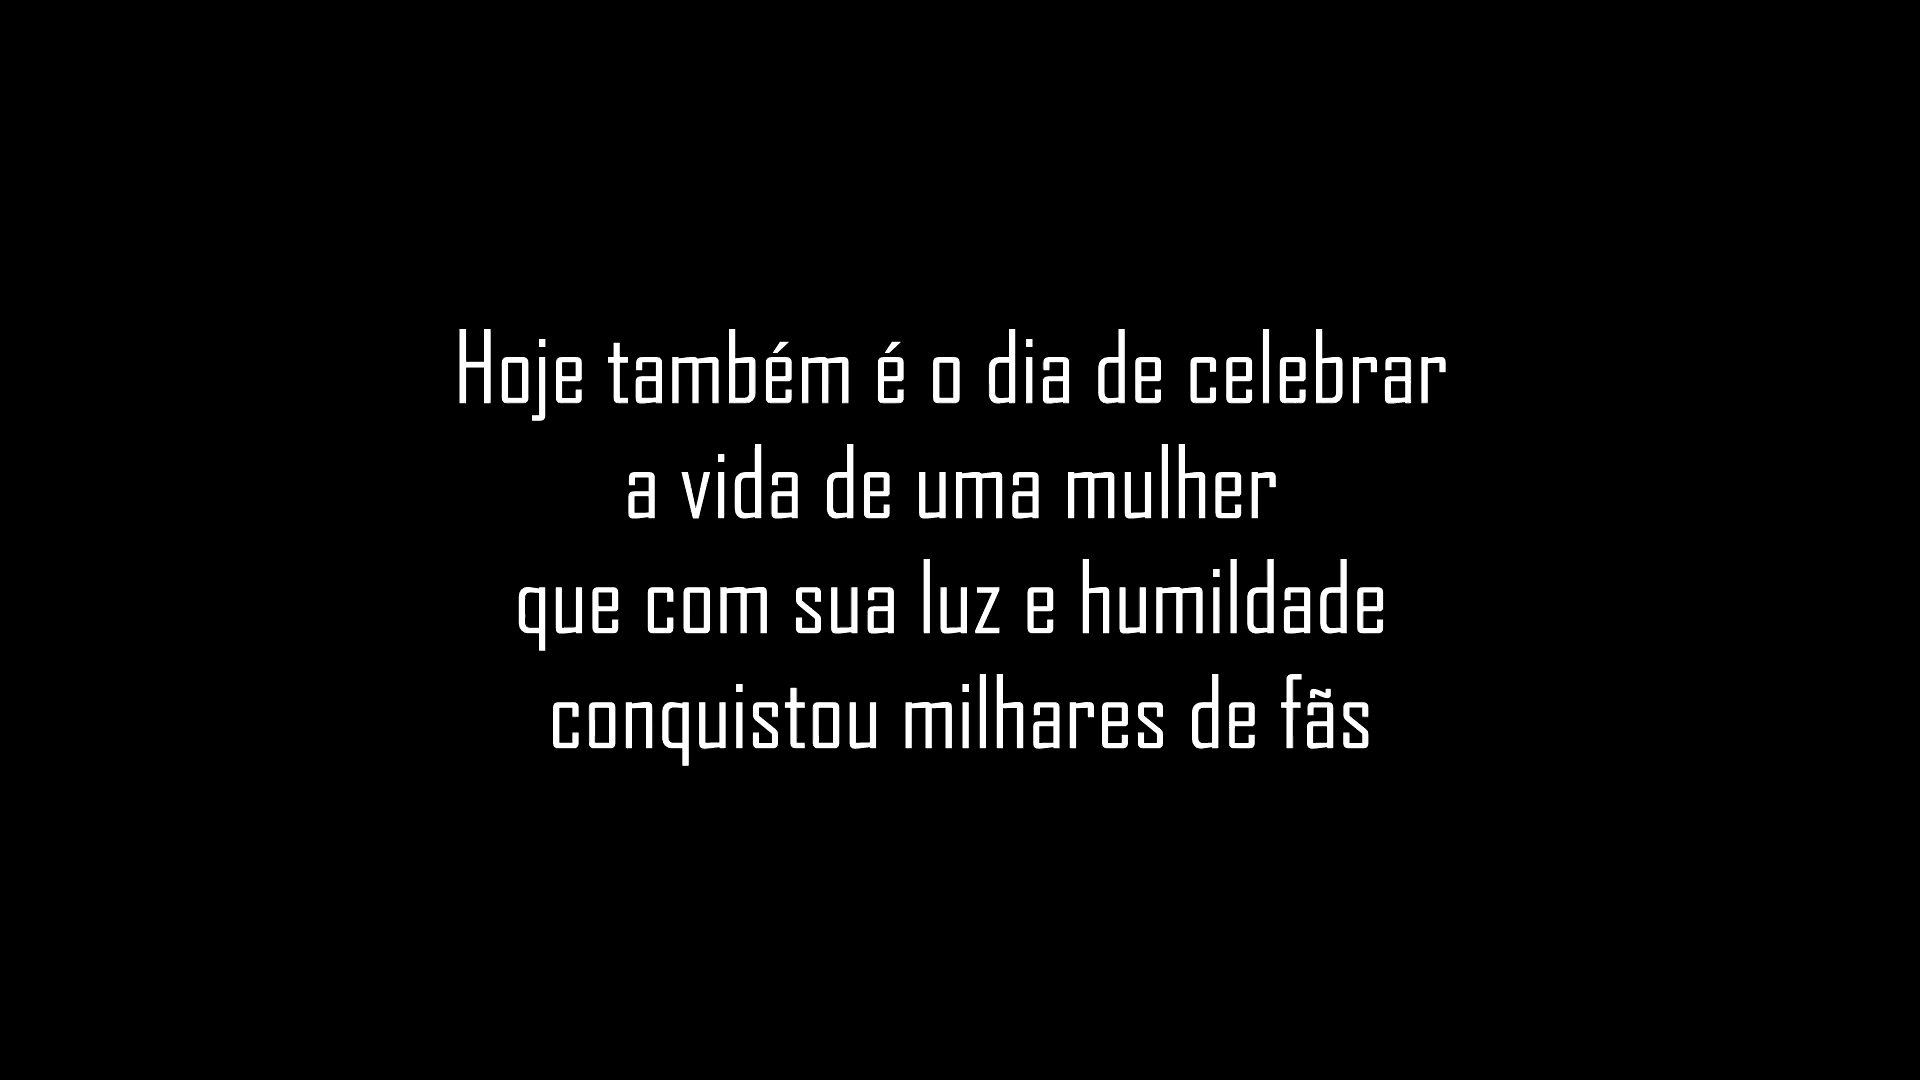 Hoje também é o dia de celebrar
a vida de uma mulher
que com sua luz e humildade
conquistou milhares de fãs